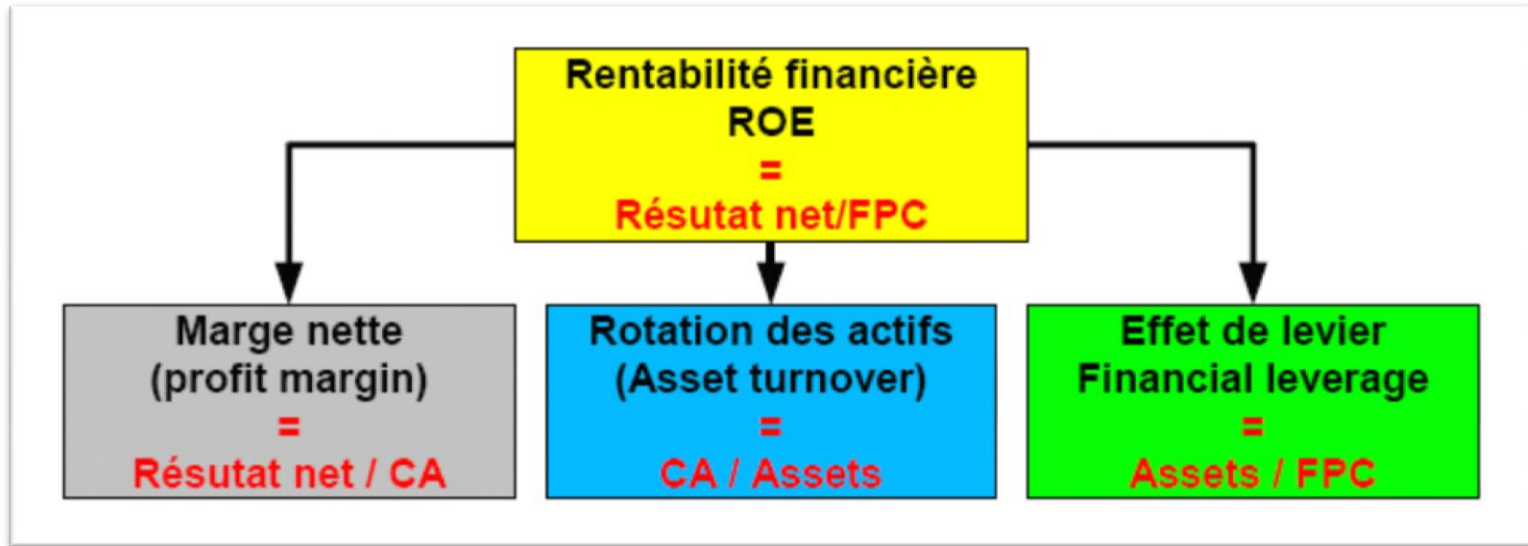 Rentabilité financière
ROE
=
Résutat net/FPC
Marge nette
(profit margin)
=
Résutat net / CA
Rotation des actifs
(Asset turnover)
=
CA / Assets
Effet de levier
Financial leverage
=
Assets / FPC